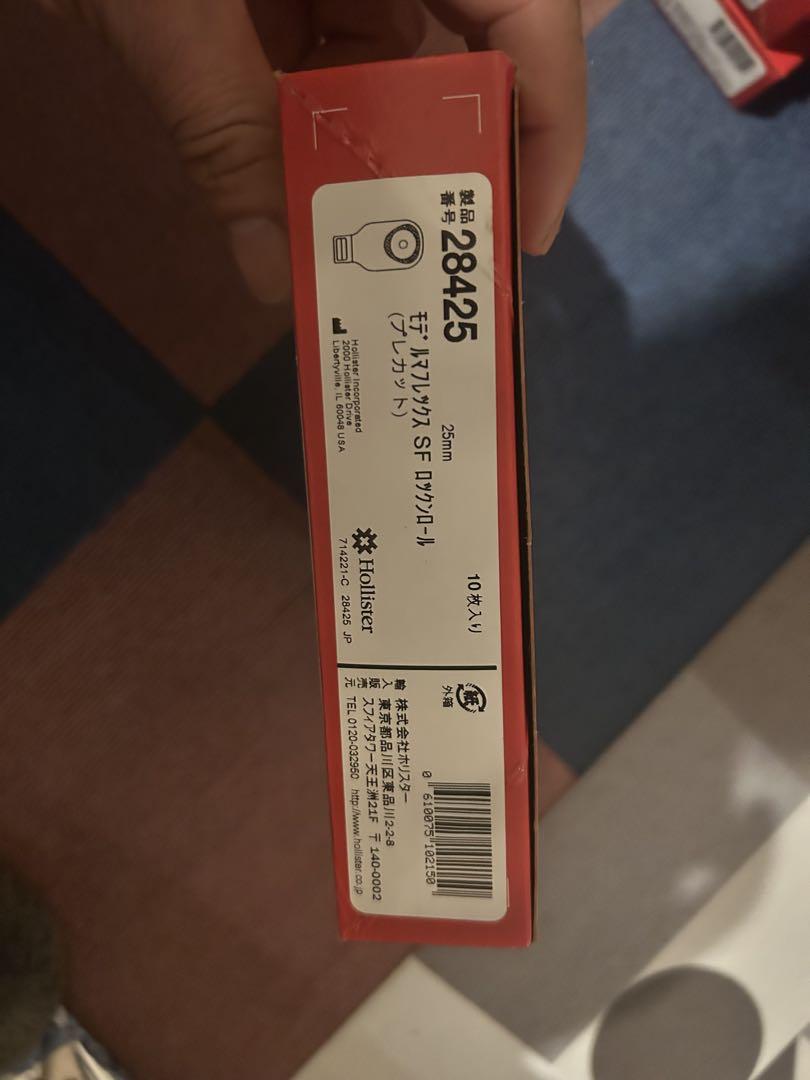 製品
番号 28425
25mm
10枚入り
モデルマフレックス SF ロックンロール
(プレカット)
Hollister Incorporated
2000 Hollister Drive
Libertyville, IL 60048 USA
Hollister
714221-C 28425 JP
紙
外箱
0 610075 102150
輸入販売元
株式会社ホリスター
東京都品川区東品川2-2-8
スフィアタワー天王洲21F 〒140-0002
TEL 0120-032950 http://www.hollister.co.jp